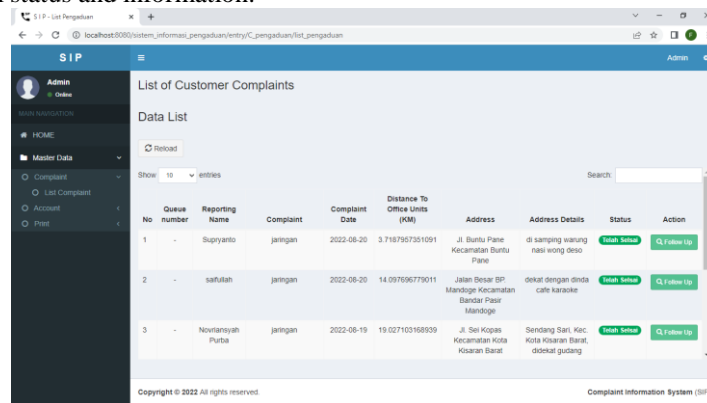 status and information.
S I P - List Pengaduan
localhost:8080/sistem_informasi_pengaduan/entry/C_pengaduan/list_pengaduan
S I P
Admin
Admin
Online
MAIN NAVIGATION
HOME
Master Data
Complaint
List Complaint
Account
Print
List of Customer Complaints
Data List
Reload
Show 10 entries
Search:
No Queue number Reporting Name Complaint Complaint Date Distance To Office Units (KM) Address Address Details Status Action
1 - Supryanto jaringan 2022-08-20 3.7187957351091 Jl. Buntu Pane Kecamatan Buntu Pane di samping warung nasi wong deso Telah Selsai Follow Up
2 - saifullah jaringan 2022-08-20 14.097696779011 Jalan Besar BP. Mandoge Kecamatan Bandar Pasir Mandoge dekat dengan dinda cafe karaoke Telah Selsai Follow Up
3 - Novriansyah Purba jaringan 2022-08-19 19.027103168939 Jl. Sei Kopas Kecamatan Kota Kisaran Barat Sendang Sari, Kec. Kota Kisaran Barat, didekat gudang Telah Selsai Follow Up
Copyright © 2022 All rights reserved.
Complaint Information System (SIP